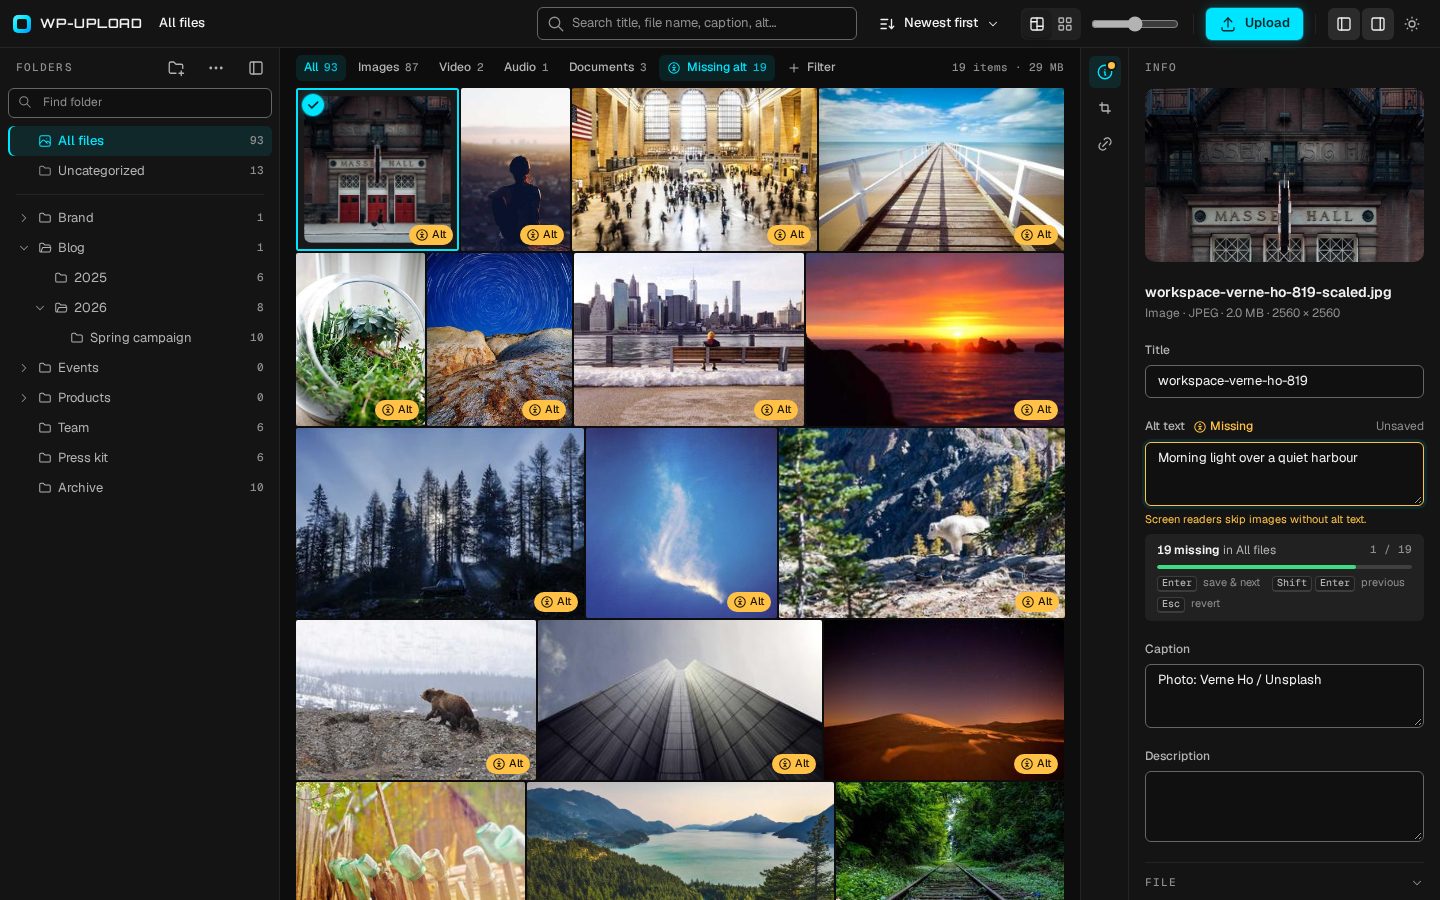 WP-UPLOAD All files
Search title, file name, caption, alt...
Newest first
Upload
FOLDERS
Find folder
All files 93
Uncategorized 13
Brand 1
Blog 1
2025 6
2026 8
Spring campaign 10
Events 0
Products 0
Team 6
Press kit 6
Archive 10
All 93 Images 87 Video 2 Audio 1 Documents 3 Missing alt 19 Filter 19 items · 29 MB
MASSEY HALL
Alt
Alt
Alt
Alt
Alt
Alt
Alt
Alt
Alt
Alt
Alt
Alt
Alt
Alt
INFO
MASSEY HALL
workspace-verne-ho-819-scaled.jpg
Image · JPEG · 2.0 MB · 2560 × 2560
Title
workspace-verne-ho-819
Alt text Missing Unsaved
Morning light over a quiet harbour
Screen readers skip images without alt text.
19 missing in All files 1 / 19
Enter save & next Shift Enter previous
Esc revert
Caption
Photo: Verne Ho / Unsplash
Description
FILE